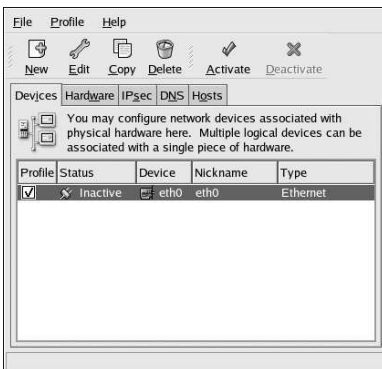 File Profile Help
New Edit Copy Delete Activate Deactivate
Devices Hardware IPsec DNS Hosts
You may configure network devices associated with
physical hardware here. Multiple logical devices can be
associated with a single piece of hardware.
Profile Status Device Nickname Type
Inactive eth0 eth0 Ethernet